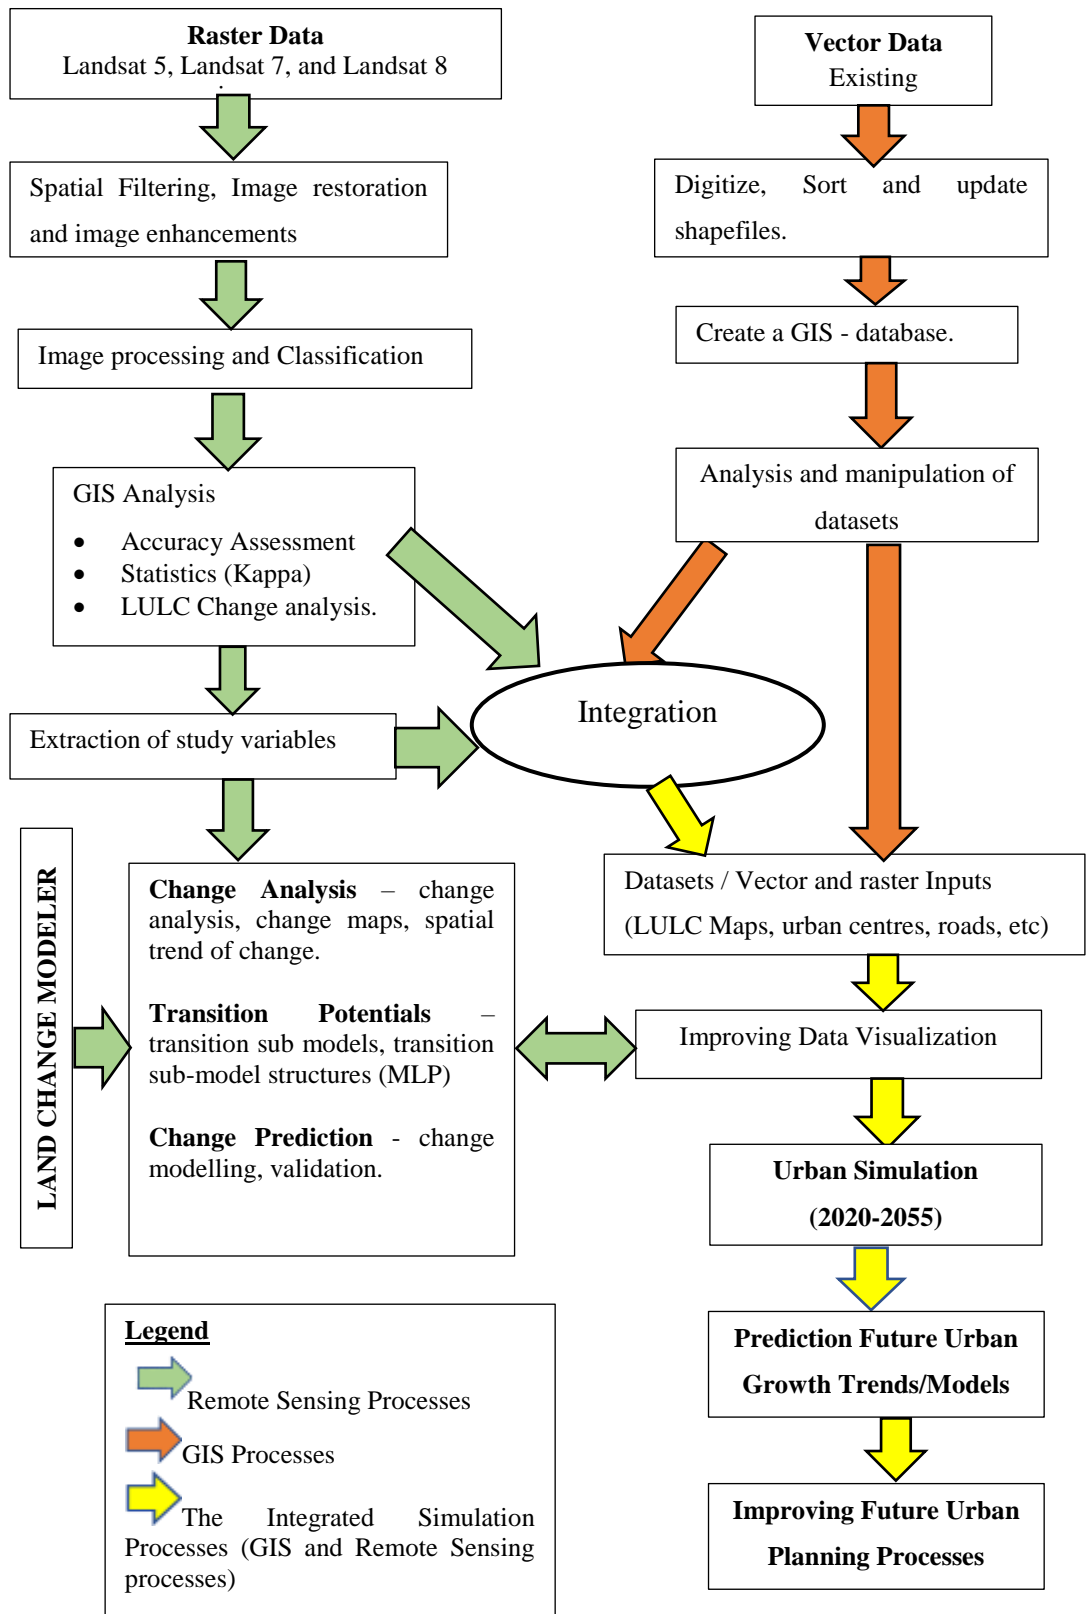 Raster Data
Landsat 5, Landsat 7, and Landsat 8
.
Spatial Filtering, Image restoration
and image enhancements
Image processing and Classification
GIS Analysis
• Accuracy Assessment
• Statistics (Kappa)
• LULC Change analysis.
Extraction of study variables
Vector Data
Existing
Digitize, Sort and update
shapefiles.
Create a GIS - database.
Analysis and manipulation of
datasets
Integration
LAND CHANGE MODELER
Change Analysis – change
analysis, change maps, spatial
trend of change.
Transition Potentials –
transition sub models, transition
sub-model structures (MLP)
Change Prediction - change
modelling, validation.
Datasets / Vector and raster Inputs
(LULC Maps, urban centres, roads, etc)
Improving Data Visualization
Urban Simulation
(2020-2055)
Prediction Future Urban
Growth Trends/Models
Improving Future Urban
Planning Processes
Legend
Remote Sensing Processes
GIS Processes
The Integrated Simulation
Processes (GIS and Remote Sensing
processes)